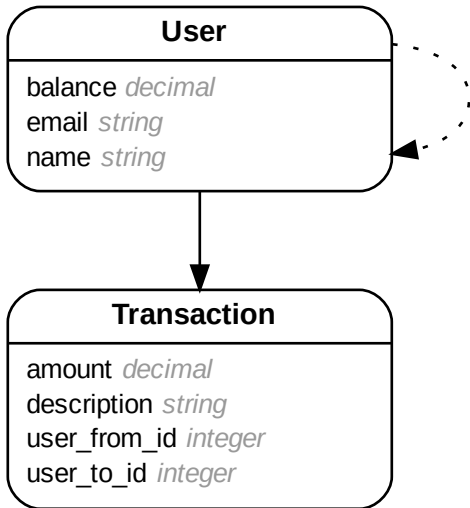 User
balance decimal
email string
name string
Transaction
amount decimal
description string
user_from_id integer
user_to_id integer